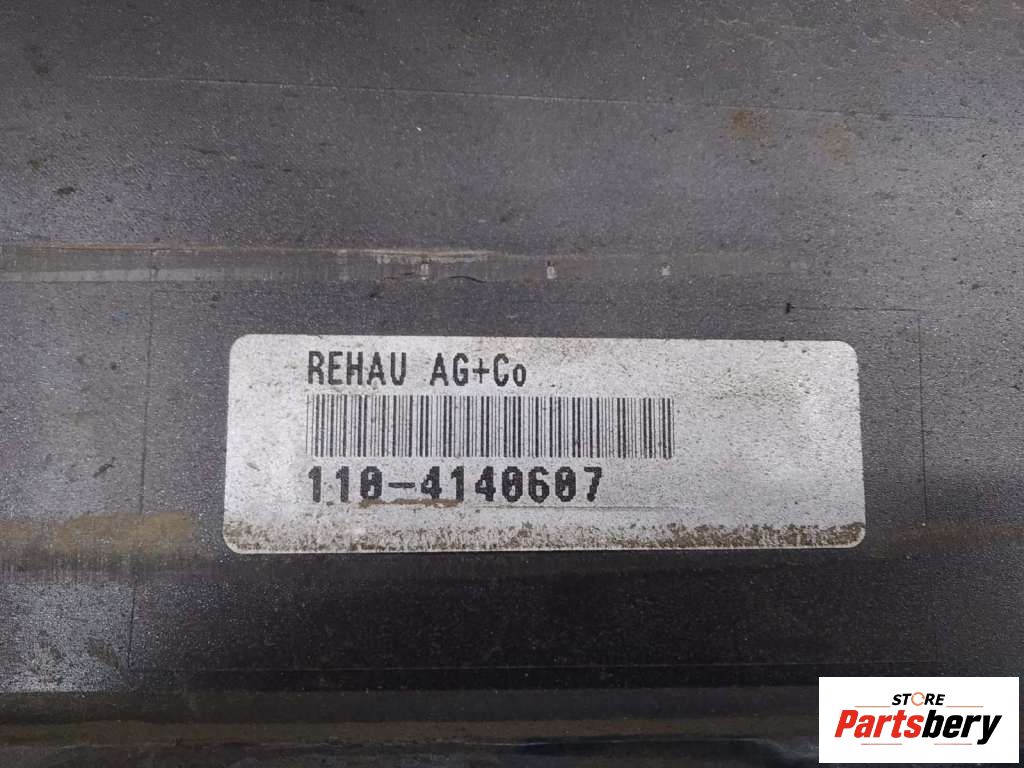 REHAU AG+Co
110-4140607
STORE
Partsbery